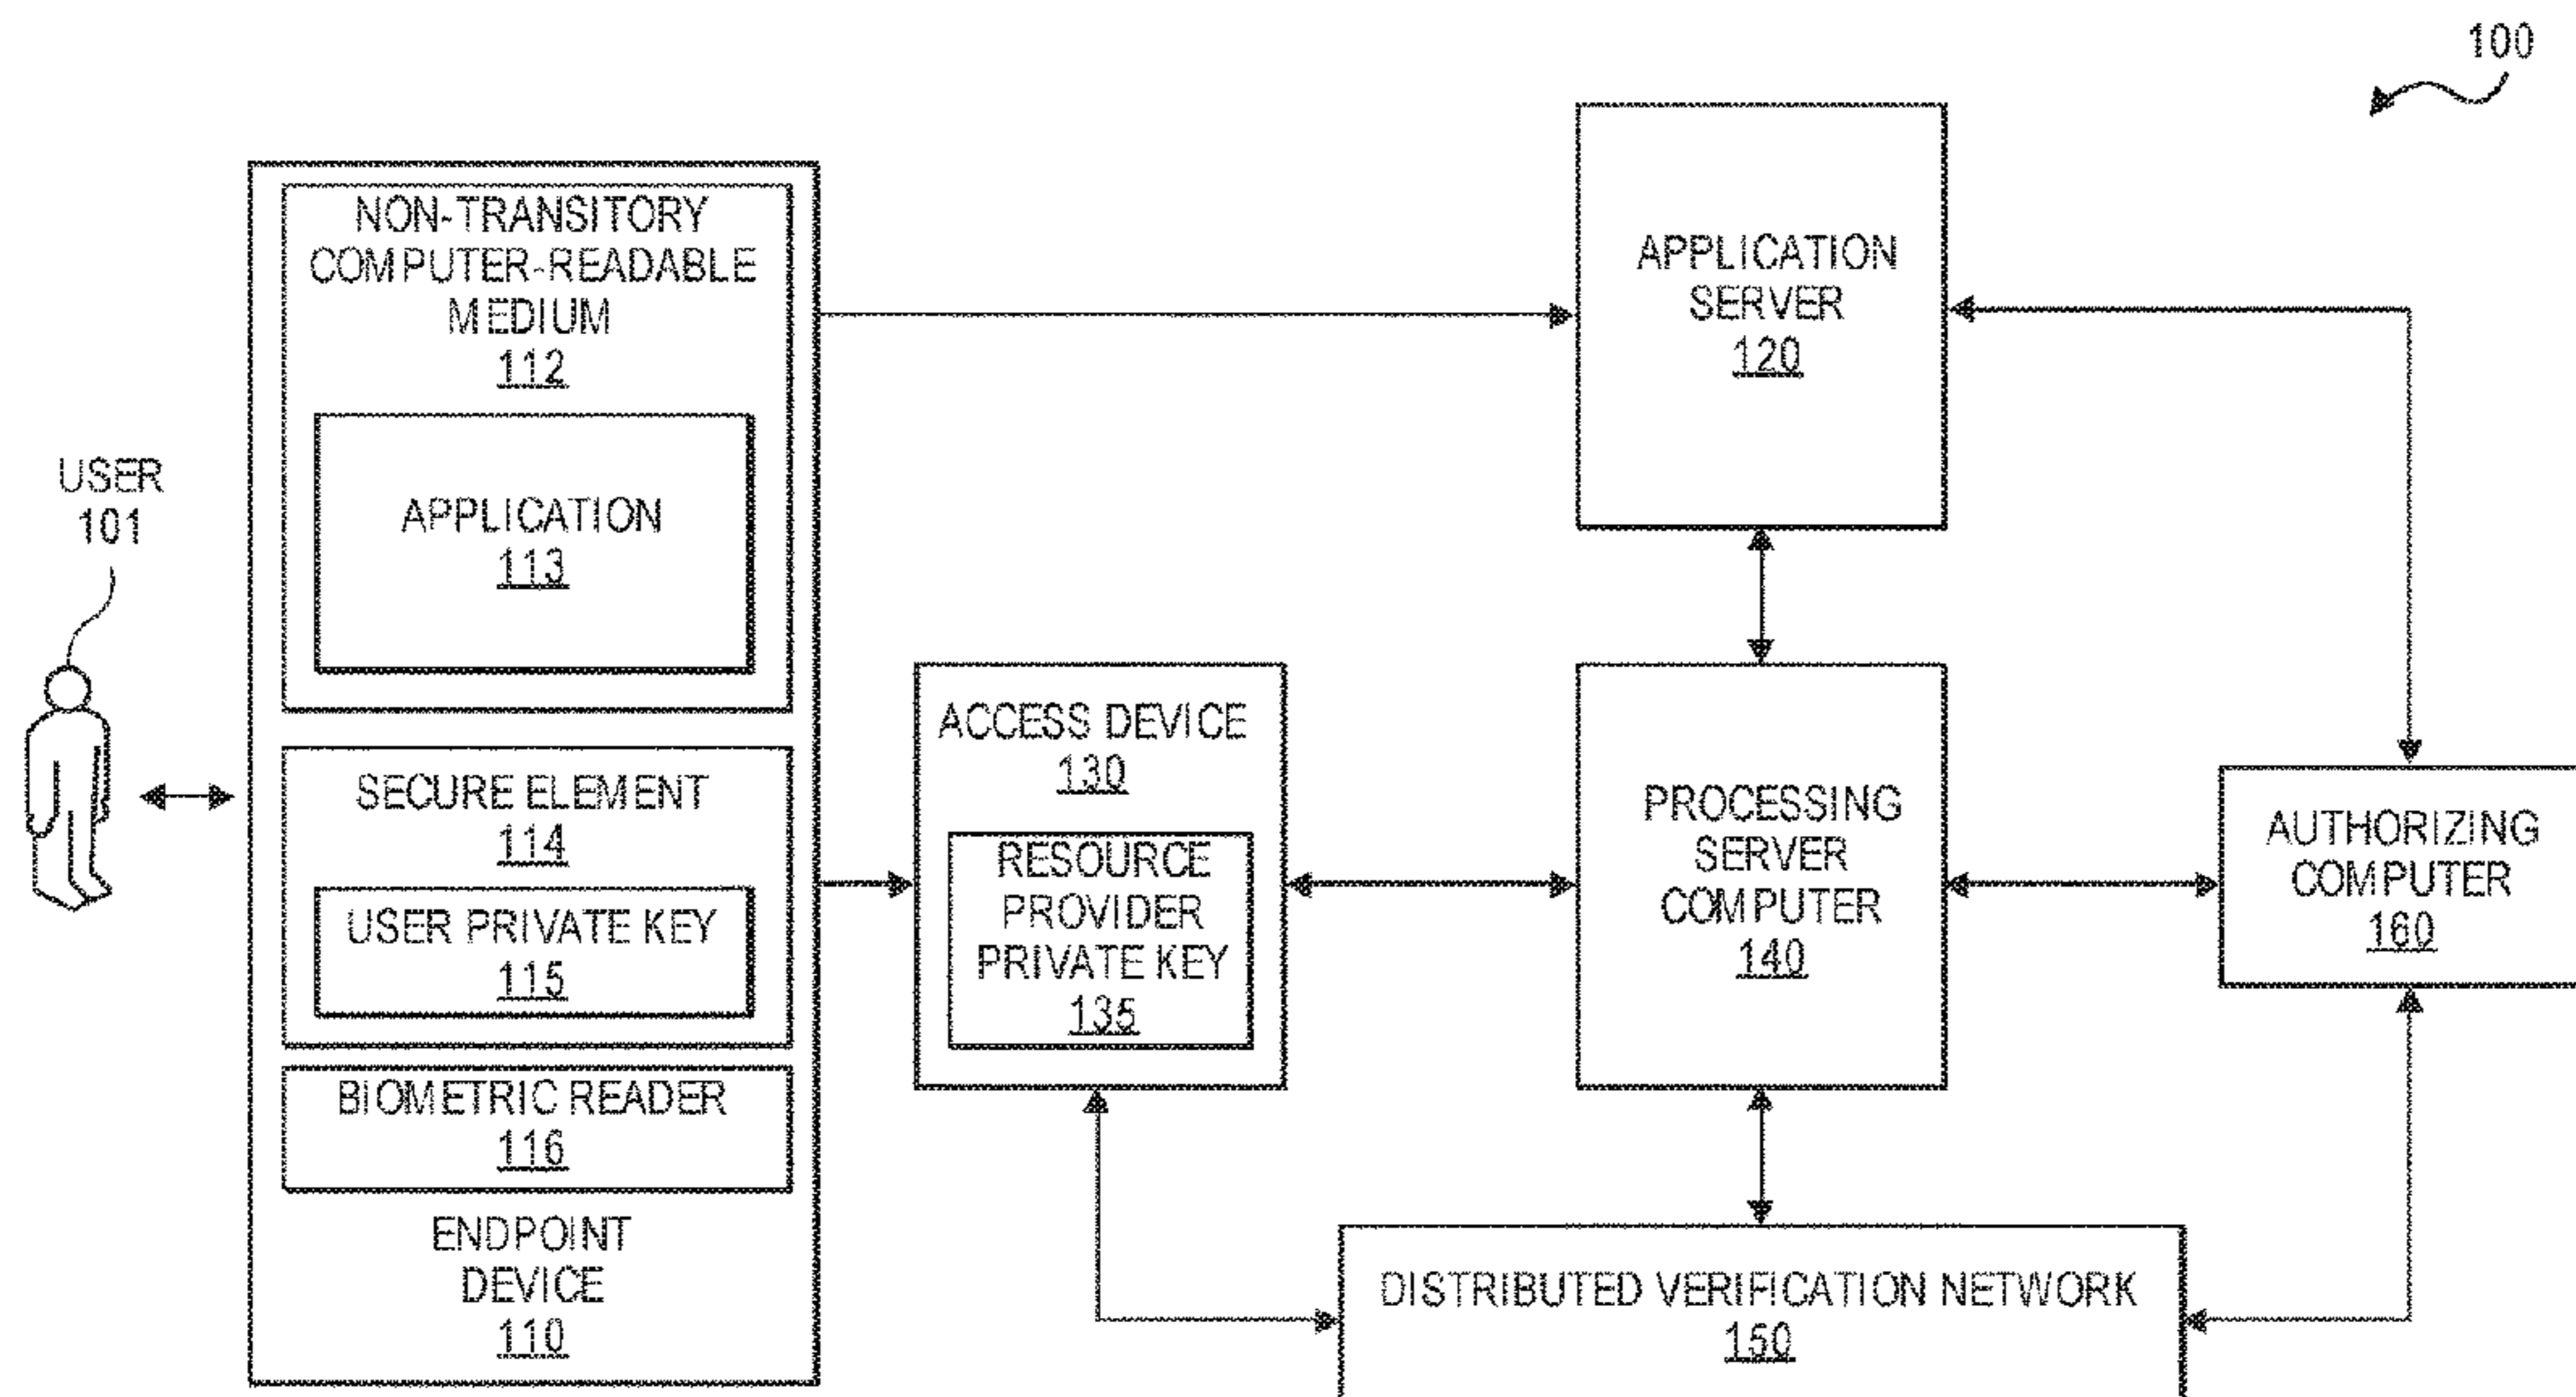 100
NON-TRANSITORY
COMPUTER-READABLE
MEDIUM
112
APPLICATION
113
USER
101
SECURE ELEMENT
114
USER PRIVATE KEY
115
BIOMETRIC READER
116
ENDPOINT
DEVICE
110
APPLICATION
SERVER
120
ACCESS DEVICE
130
RESOURCE
PROVIDER
PRIVATE KEY
135
PROCESSING
SERVER
COMPUTER
140
AUTHORIZING
COMPUTER
160
DISTRIBUTED VERIFICATION NETWORK
150